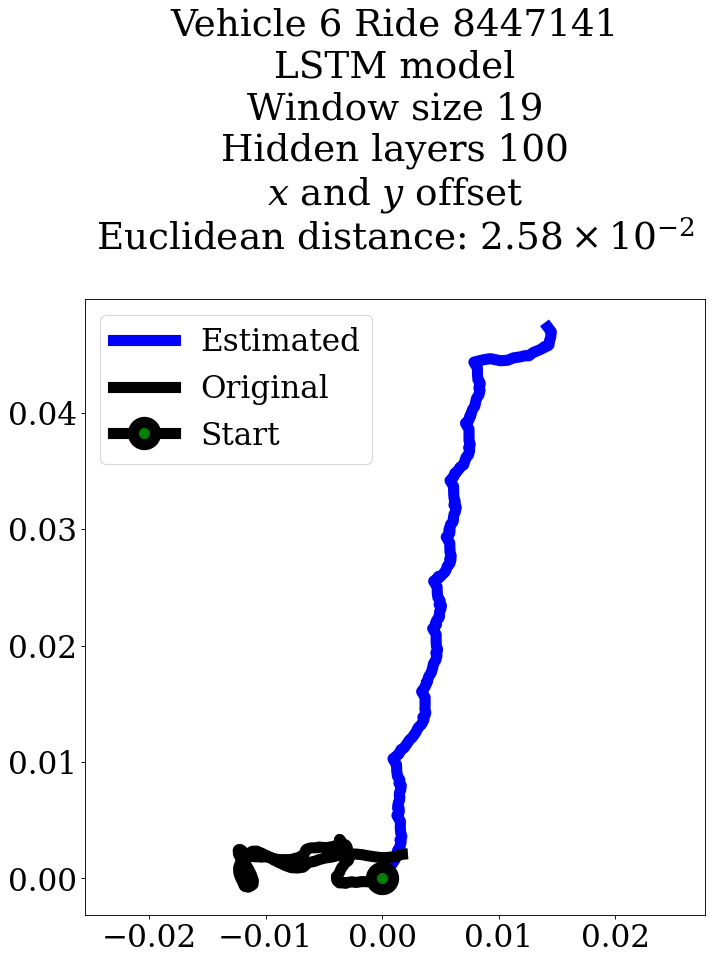 Vehicle 6 Ride 8447141
LSTM model
Window size 19
Hidden layers 100
x and y offset
Euclidean distance: 2.58 × 10⁻²
Estimated
Original
Start
0.04
0.03
0.02
0.01
0.00
−0.02 −0.01 0.00 0.01 0.02